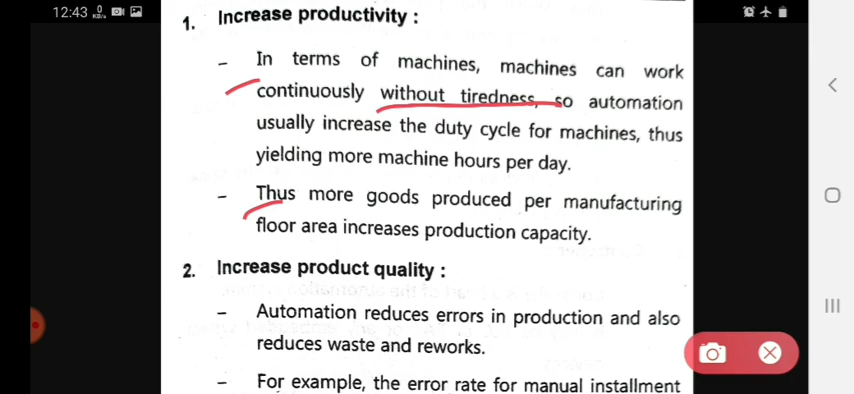 12:43 0 KB/s
1. Increase productivity :
- In terms of machines, machines can work
continuously without tiredness, so automation
usually increase the duty cycle for machines, thus
yielding more machine hours per day.
- Thus more goods produced per manufacturing
floor area increases production capacity.
2. Increase product quality :
- Automation reduces errors in production and also
reduces waste and reworks.
- For example, the error rate for manual installment